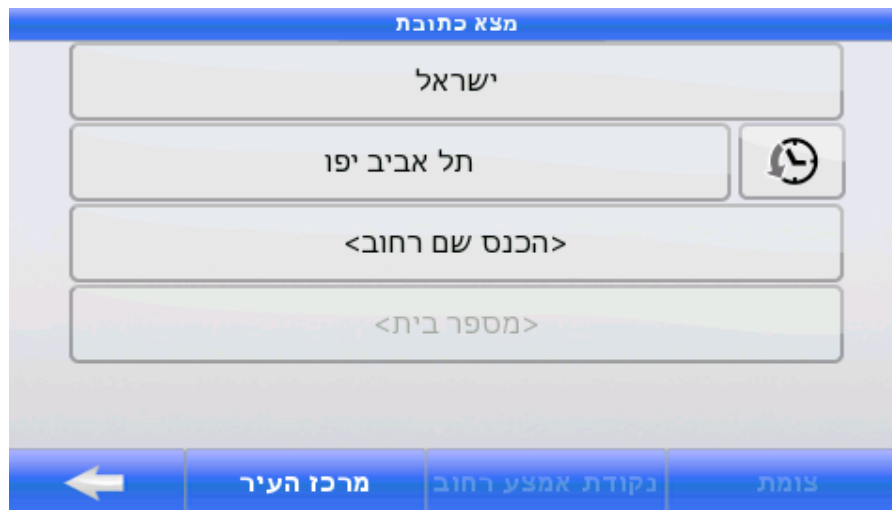 מצא כתובת
ישראל
תל אביב יפו
<הכנס שם רחוב>
<מספר בית>
צומת
נקודת אמצע רחוב
מרכז העיר